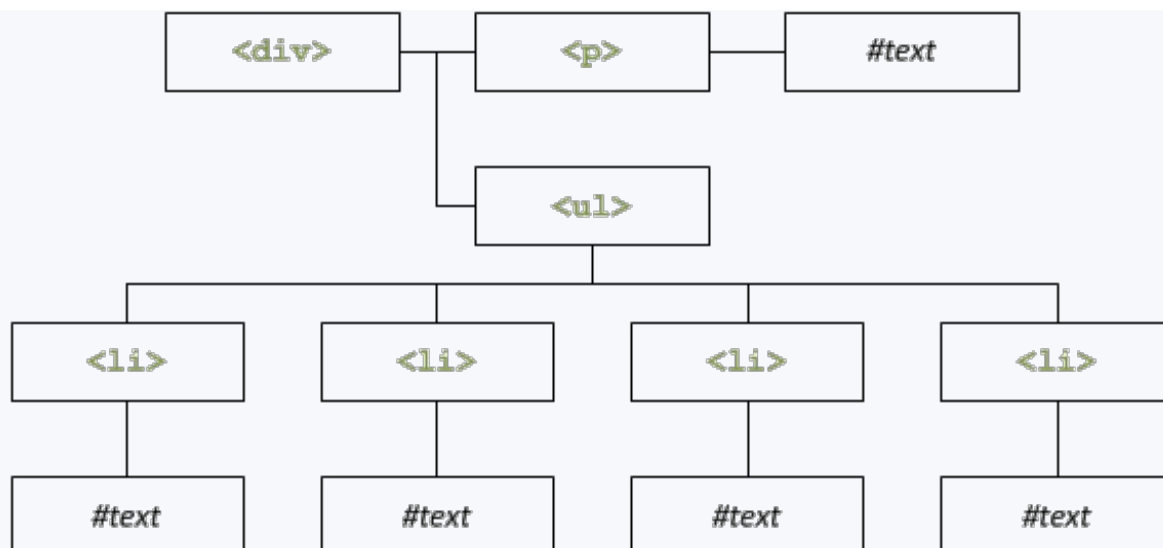 <div> <p> #text
<ul>
<li> <li> <li> <li>
#text #text #text #text